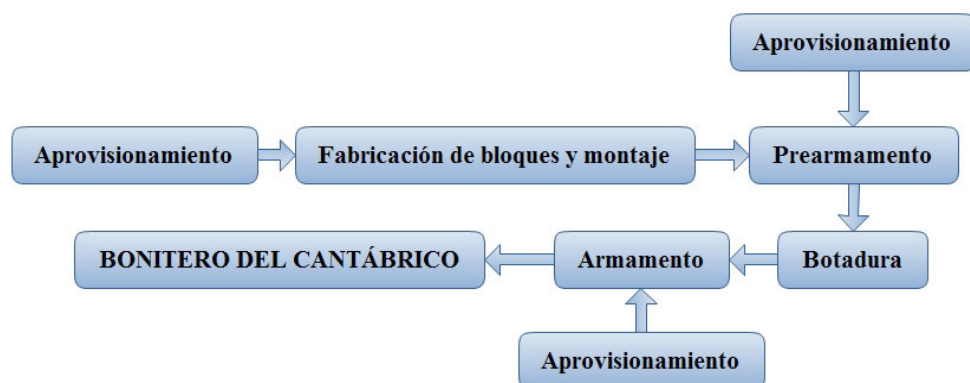 Aprovisionamiento
Aprovisionamiento
Fabricación de bloques y montaje
Prearmamento
BONITERO DEL CANTÁBRICO
Armamento
Botadura
Aprovisionamiento